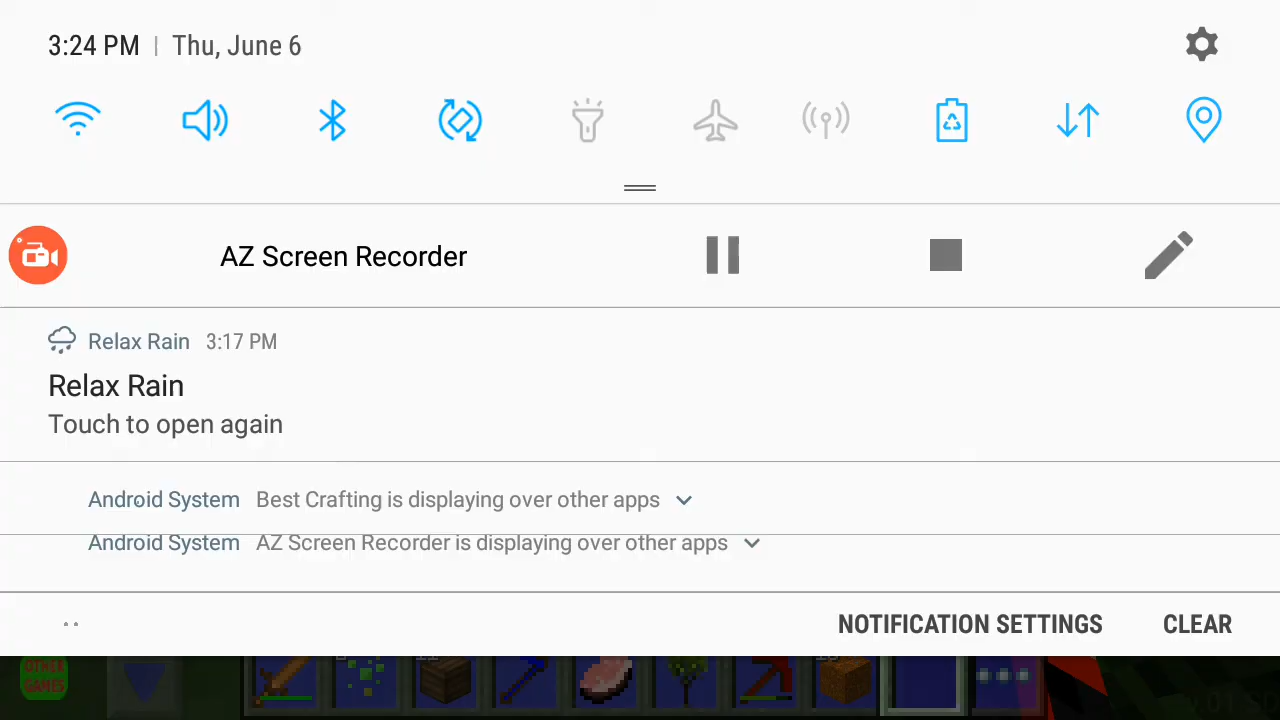 3:24 PM | Thu, June 6
AZ Screen Recorder
Relax Rain 3:17 PM
Relax Rain
Touch to open again
Android System Best Crafting is displaying over other apps
Android System AZ Screen Recorder is displaying over other apps
NOTIFICATION SETTINGS CLEAR
OTHER
GAMES